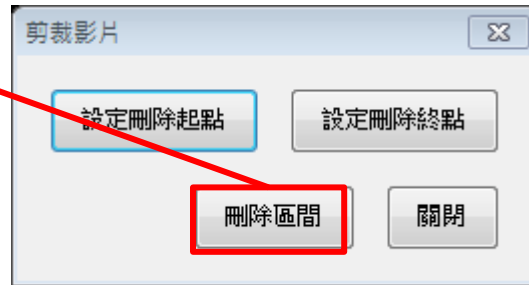 剪裁影片
設定刪除起點 設定刪除終點
刪除區間 關閉